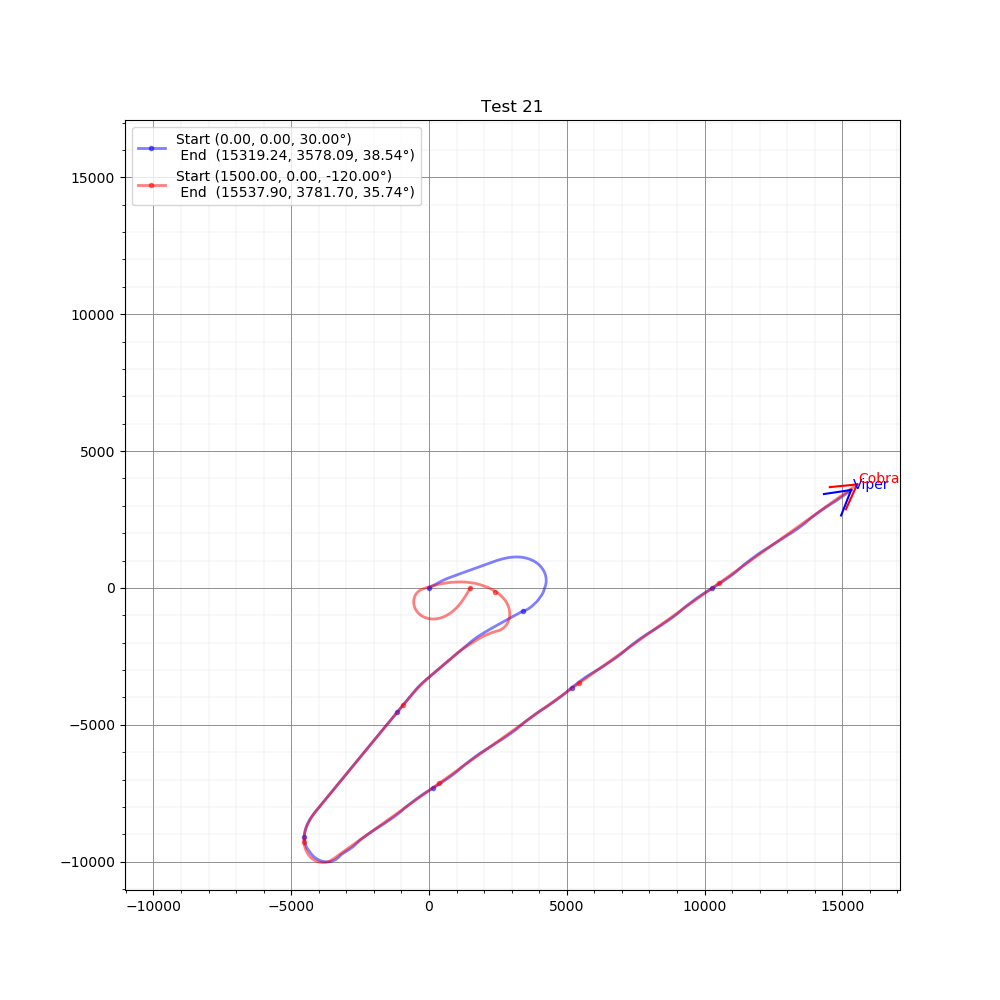 Test 21
Start (0.00, 0.00, 30.00°)
End  (15319.24, 3578.09, 38.54°)
Start (1500.00, 0.00, -120.00°)
End  (15537.90, 3781.70, 35.74°)
15000
10000
5000
0
−5000
−10000
Cobra
Viper
−10000 −5000 0 5000 10000 15000